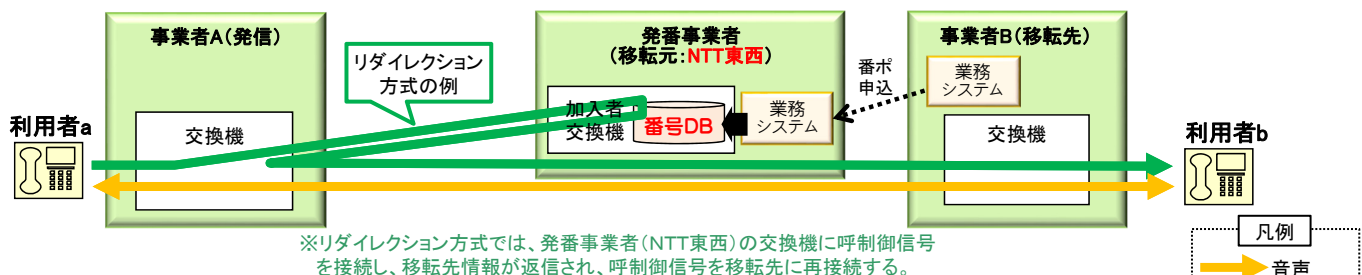 事業者A(発信)
発番事業者
(移転元:NTT東西)
事業者B(移転先)
リダイレクション
方式の例
番ポ
申込
業務
システム
加入者
交換機
番号DB
業務
システム
利用者a
交換機
交換機
利用者b
※リダイレクション方式では、発番事業者(NTT東西)の交換機に呼制御信号
を接続し、移転先情報が返信され、呼制御信号を移転先に再接続する。
凡例
音声